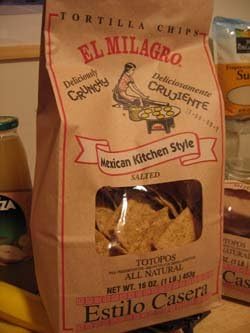 TORTILLA CHIPS
EL MILAGRO
Deliciously
CRUNCHY
Deliciosamente
CRUJIENTE
Mexican Kitchen Style
SALTED
TOTOPOS
ALL NATURAL
NET WT. 16 OZ. (1 LB.) 453g
Estilo Casera